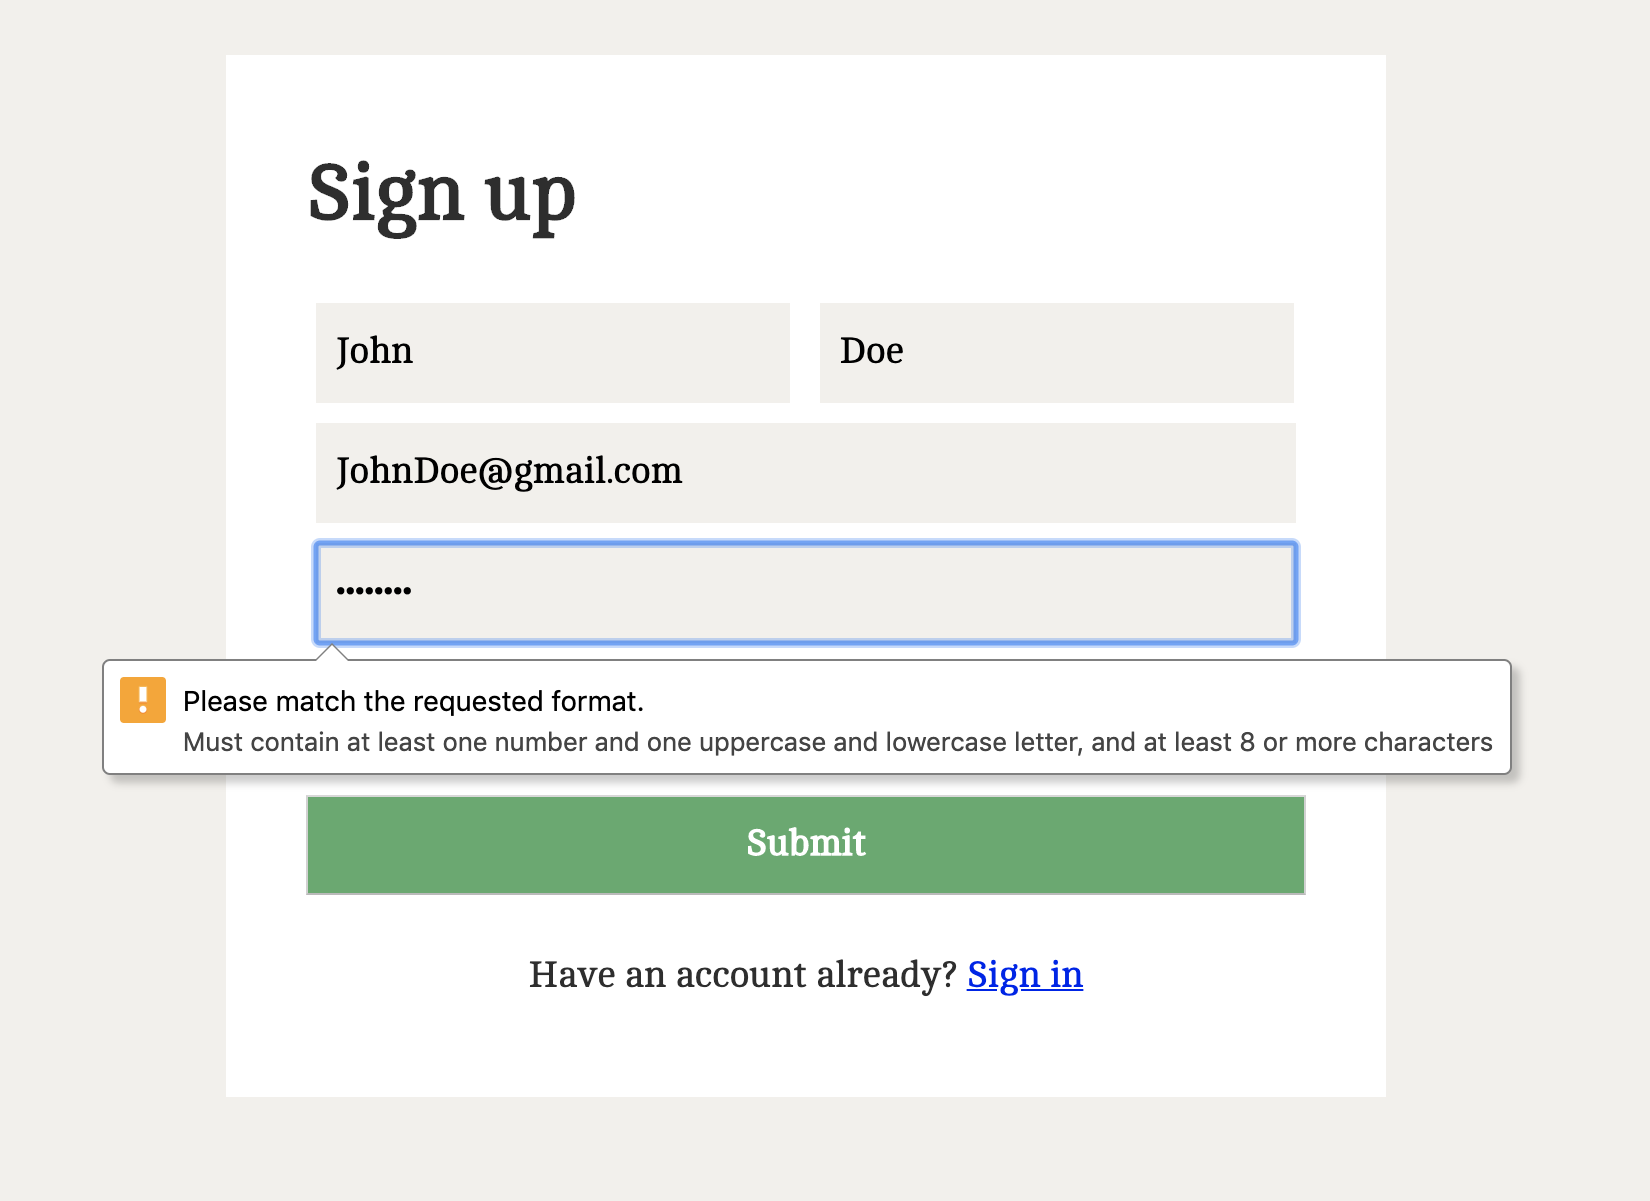 Sign up
John
Doe
JohnDoe@gmail.com
••••••••
Please match the requested format.
Must contain at least one number and one uppercase and lowercase letter, and at least 8 or more characters
Submit
Have an account already? Sign in